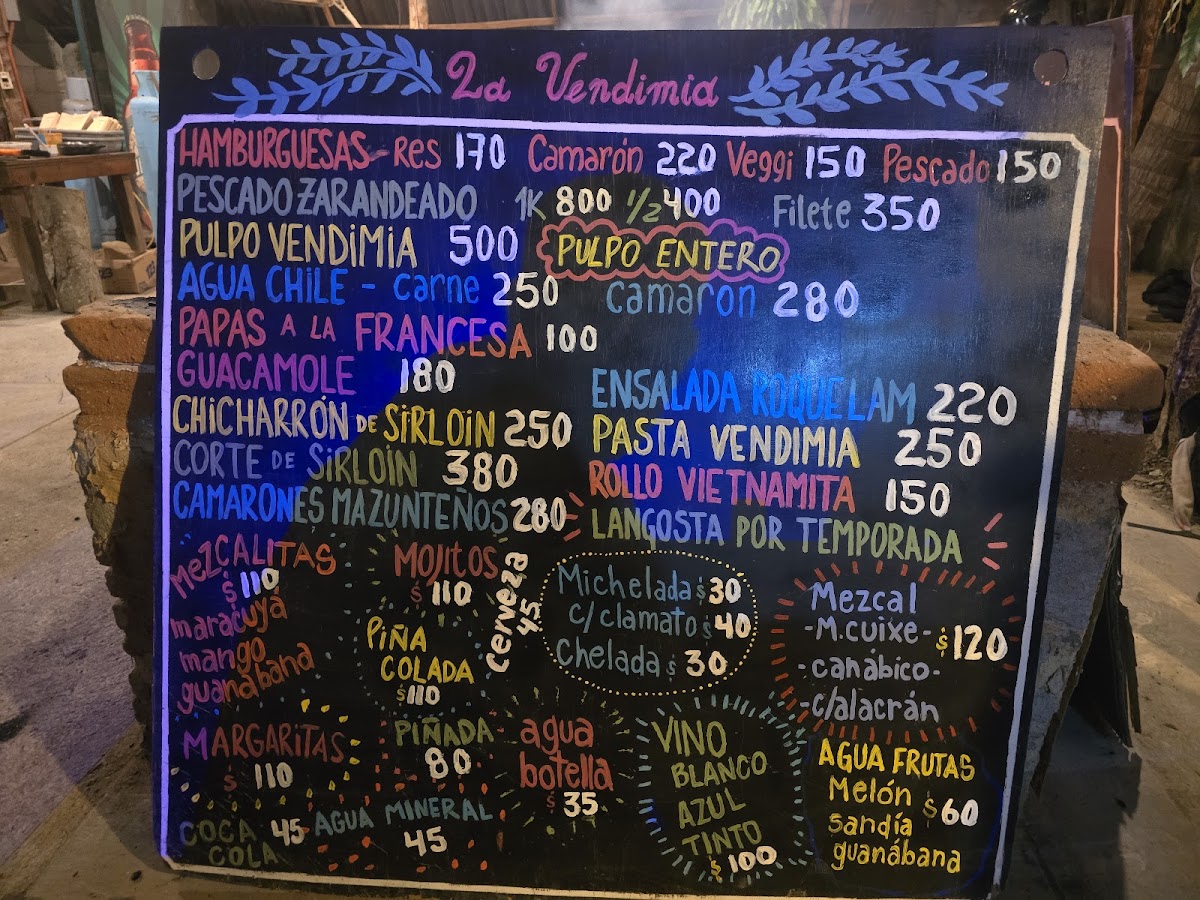 La Vendimia
HAMBURGUESAS - Res 170 Camarón 220 Veggi 150 Pescado 150
PESCADO ZARANDEADO 1K 800 1/2 400 Filete 350
PULPO VENDIMIA 500 PULPO ENTERO
AGUA CHILE - carne 250 camaron 280
PAPAS A LA FRANCESA 100
GUACAMOLE 180
CHICHARRÓN DE SIRLOIN 250
CORTE DE SIRLOIN 380
CAMARONES MAZUNTEÑOS 280
ENSALADA ROQUELAM 220
PASTA VENDIMIA 250
ROLLO VIETNAMITA 150
LANGOSTA POR TEMPORADA
MEZCALITAS
$110
maracuyá
mango
guanábana
MOJITOS
$110
PIÑA
COLADA
$110
cerveza
45.
Michelada $30
c/clamato $40
Chelada $30
Mezcal
-M.cuixe- $120
-canábico-
-c/alacrán
MARGARITAS
$110
PIÑADA
80
agua
botella
$35
VINO
BLANCO
AZUL
TINTO
$100
AGUA FRUTAS
Melón $60
sandía
guanábana
COCA 45
COLA
AGUA MINERAL
45